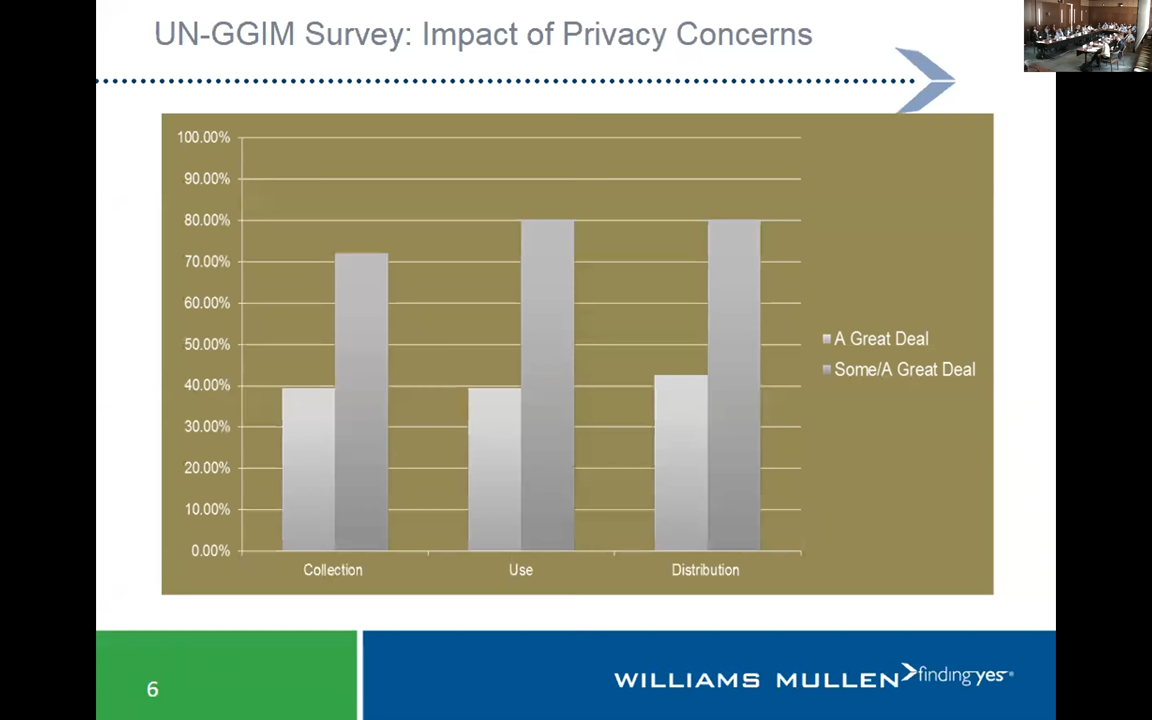 UN-GGIM Survey: Impact of Privacy Concerns
100.00%
90.00%
80.00%
70.00%
60.00%
50.00%
40.00%
30.00%
20.00%
10.00%
0.00%
Collection
Use
Distribution
A Great Deal
Some/A Great Deal
6
WILLIAMS MULLEN finding yes®